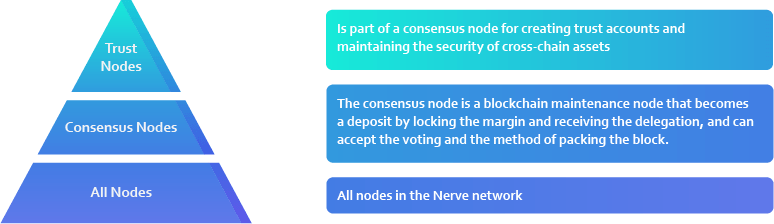 Trust
Nodes
Is part of a consensus node for creating trust accounts and
maintaining the security of cross-chain assets
Consensus Nodes
The consensus node is a blockchain maintenance node that becomes
a deposit by locking the margin and receiving the delegation, and can
accept the voting and the method of packing the block.
All Nodes
All nodes in the Nerve network